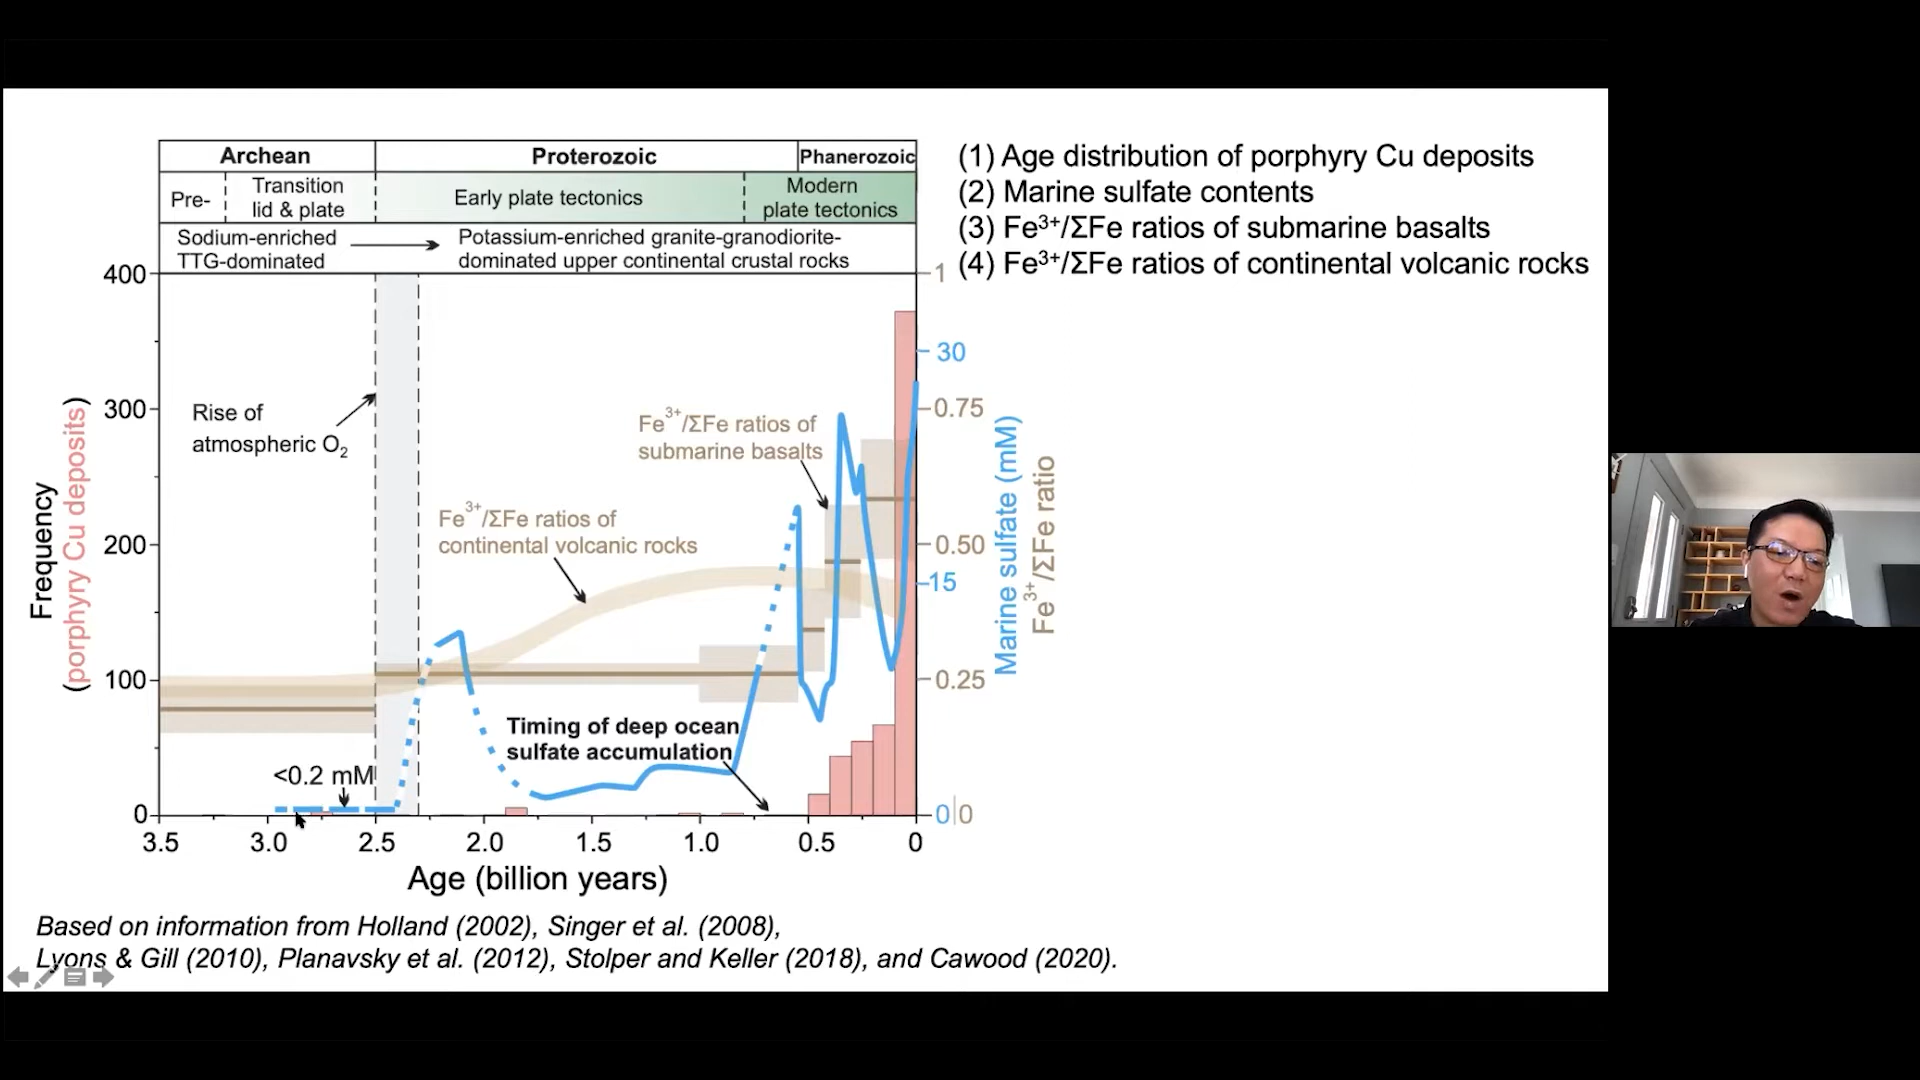 Archean
Proterozoic
Phanerozoic
Pre-
Transition
lid & plate
Early plate tectonics
Modern
plate tectonics
Sodium-enriched
TTG-dominated
Potassium-enriched granite-granodiorite-
dominated upper continental crustal rocks
(1) Age distribution of porphyry Cu deposits
(2) Marine sulfate contents
(3) Fe³⁺/ΣFe ratios of submarine basalts
(4) Fe³⁺/ΣFe ratios of continental volcanic rocks
400
300
200
100
0
Frequency
(porphyry Cu deposits)
Rise of
atmospheric O₂
Fe³⁺/ΣFe ratios of
submarine basalts
Fe³⁺/ΣFe ratios of
continental volcanic rocks
Timing of deep ocean
sulfate accumulation
<0.2 mM
1
30
0.75
0.50
15
0.25
0|0
Marine sulfate (mM)
Fe³⁺/ΣFe ratio
3.5 3.0 2.5 2.0 1.5 1.0 0.5 0
Age (billion years)
Based on information from Holland (2002), Singer et al. (2008),
Lyons & Gill (2010), Planavsky et al. (2012), Stolper and Keller (2018), and Cawood (2020).